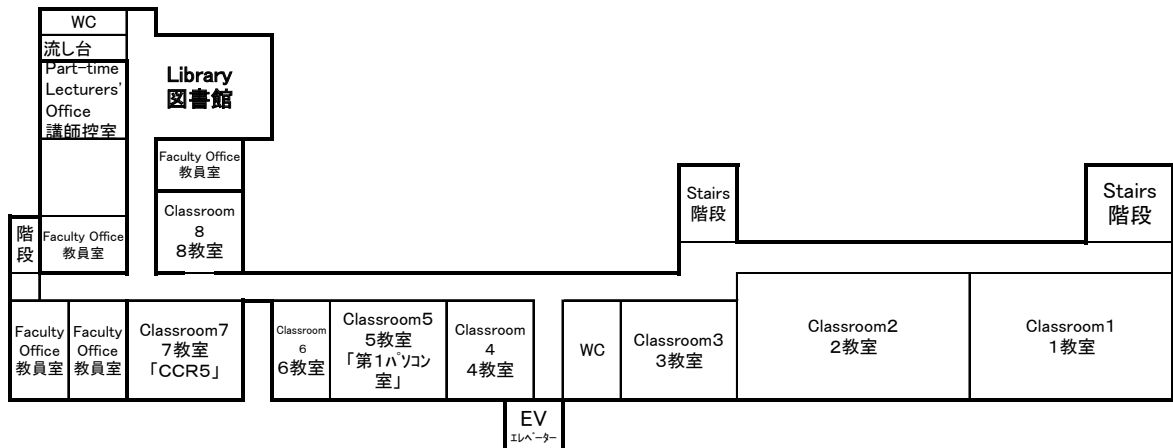 WC
流し台
Part-time
Lecturers'
Office
講師控室
Library
図書館
Faculty Office
教員室
Classroom
8
8教室
階
段
Faculty Office
教員室
Stairs
階段
Stairs
階段
Faculty
Office
教員室
Faculty
Office
教員室
Classroom7
7教室
「CCR5」
Classroom
6
6教室
Classroom5
5教室
「第1ﾊﾟｿｺﾝ
室」
Classroom
4
4教室
WC
Classroom3
3教室
Classroom2
2教室
Classroom1
1教室
EV
ｴﾚﾍﾞｰﾀｰ